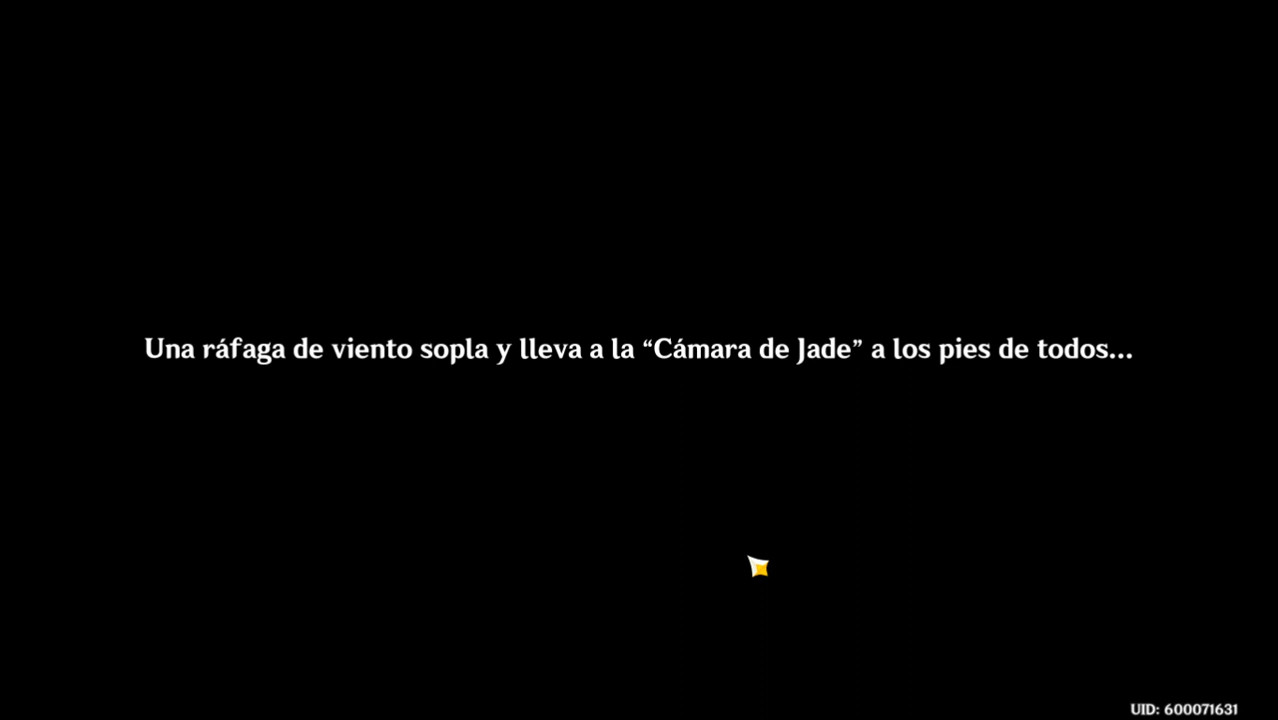 Una ráfaga de viento sopla y lleva a la “Cámara de Jade” a los pies de todos...
UID: 600071631